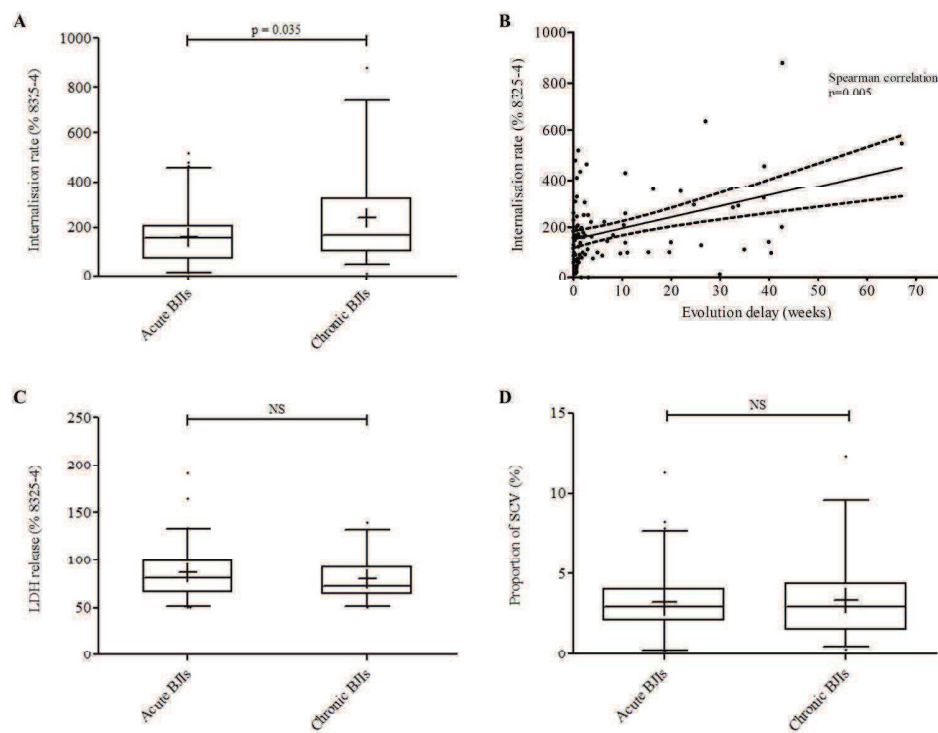 A
p = 0.035
Internalisaion rate (% 8325-4)
1000
800
600
400
200
0
Acute BJIs
Chronic BJIs
B
Internalisation rate (% 8325-4)
1000
800
600
400
200
0
Spearman correlation
p=0.005
0
10
20
30
40
50
60
70
Evolution delay (weeks)
C
NS
LDH release (% 8325-4)
250
200
150
100
50
0
Acute BJIs
Chronic BJIs
D
NS
Proportion of SCV (%)
15
10
5
0
Acute BJIs
Chronic BJIs